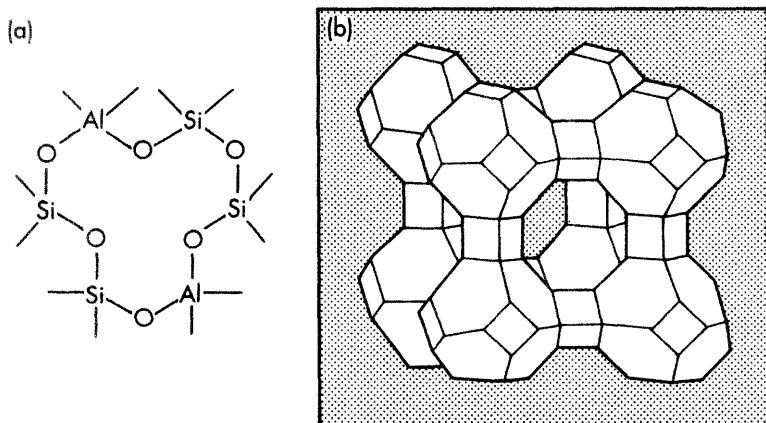 (a)
(b)
Al Si
O O O
Si Si
O O
Si Al
O